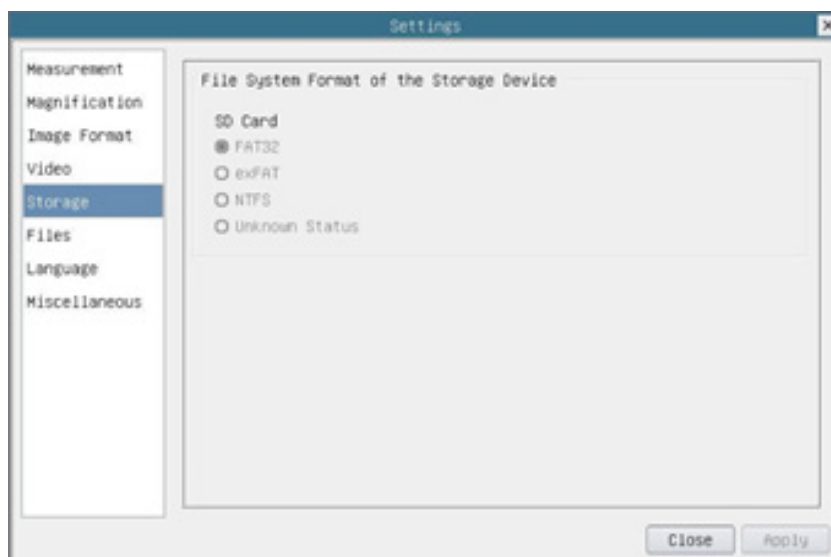 Settings
Measurement
Magnification
Image Format
Video
Storage
Files
Language
Miscellaneous
File System Format of the Storage Device
SD Card
FAT32
exFAT
NTFS
Unknown Status
Close
Apply